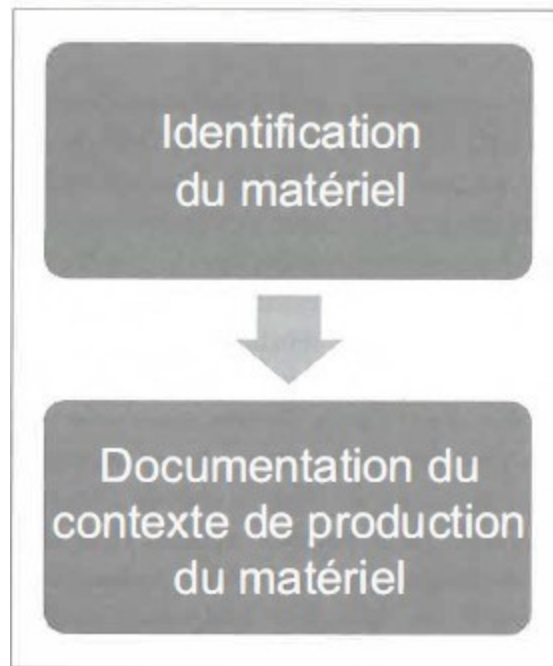 Identification
du matériel
Documentation du
contexte de production
du matériel